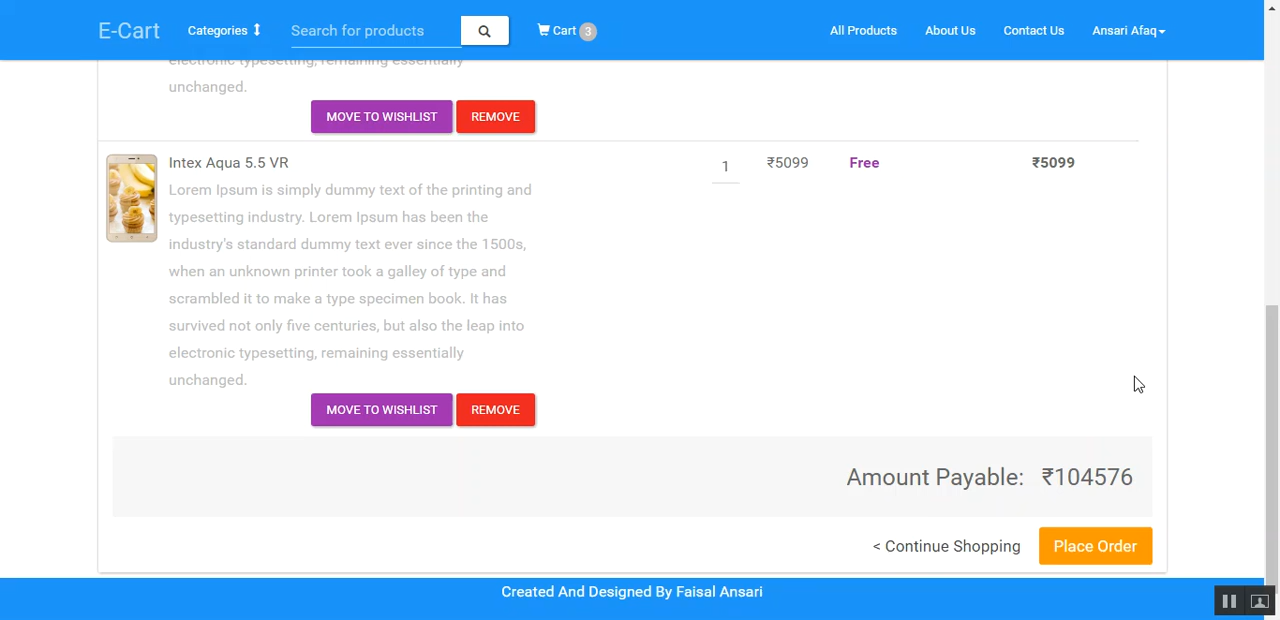 E-Cart Categories Search for products Cart 3 All Products About Us Contact Us Ansari Afaq
electronic typesetting, remaining essentially
unchanged.
MOVE TO WISHLIST REMOVE
Intex Aqua 5.5 VR 1 ₹5099 Free ₹5099
Lorem Ipsum is simply dummy text of the printing and
typesetting industry. Lorem Ipsum has been the
industry's standard dummy text ever since the 1500s,
when an unknown printer took a galley of type and
scrambled it to make a type specimen book. It has
survived not only five centuries, but also the leap into
electronic typesetting, remaining essentially
unchanged.
MOVE TO WISHLIST REMOVE
Amount Payable: ₹104576
< Continue Shopping Place Order
Created And Designed By Faisal Ansari